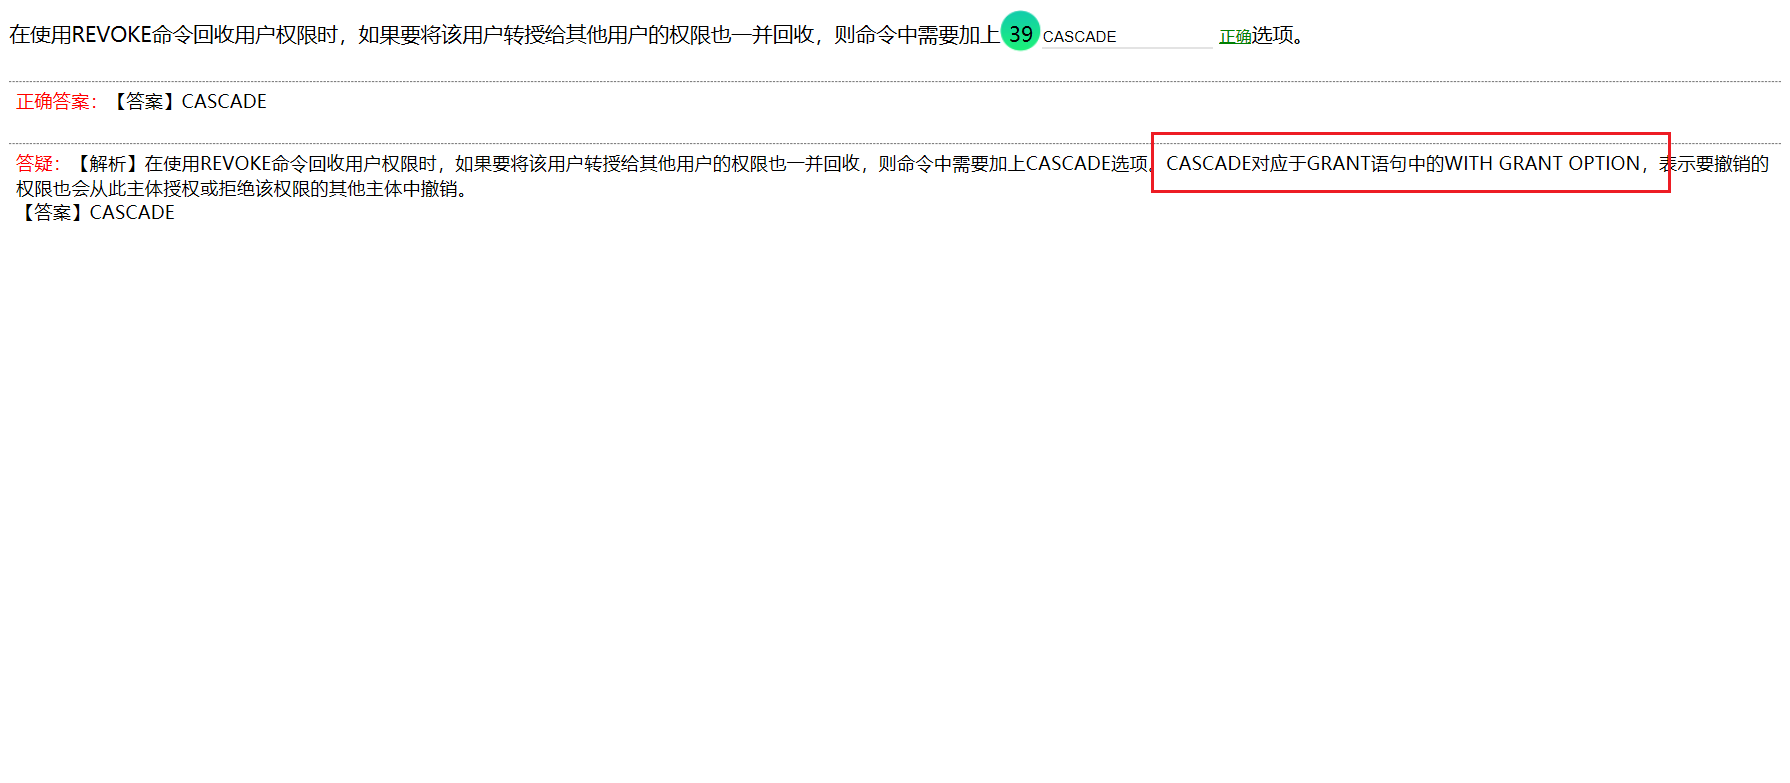 在使用REVOKE命令回收用户权限时，如果要将该用户转授给其他用户的权限也一并回收，则命令中需要加上39 CASCADE 正确选项。
正确答案：【答案】CASCADE
答疑：【解析】在使用REVOKE命令回收用户权限时，如果要将该用户转授给其他用户的权限也一并回收，则命令中需要加上CASCADE选项。CASCADE对应于GRANT语句中的WITH GRANT OPTION，表示要撤销的
权限也会从此主体授权或拒绝该权限的其他主体中撤销。
【答案】CASCADE